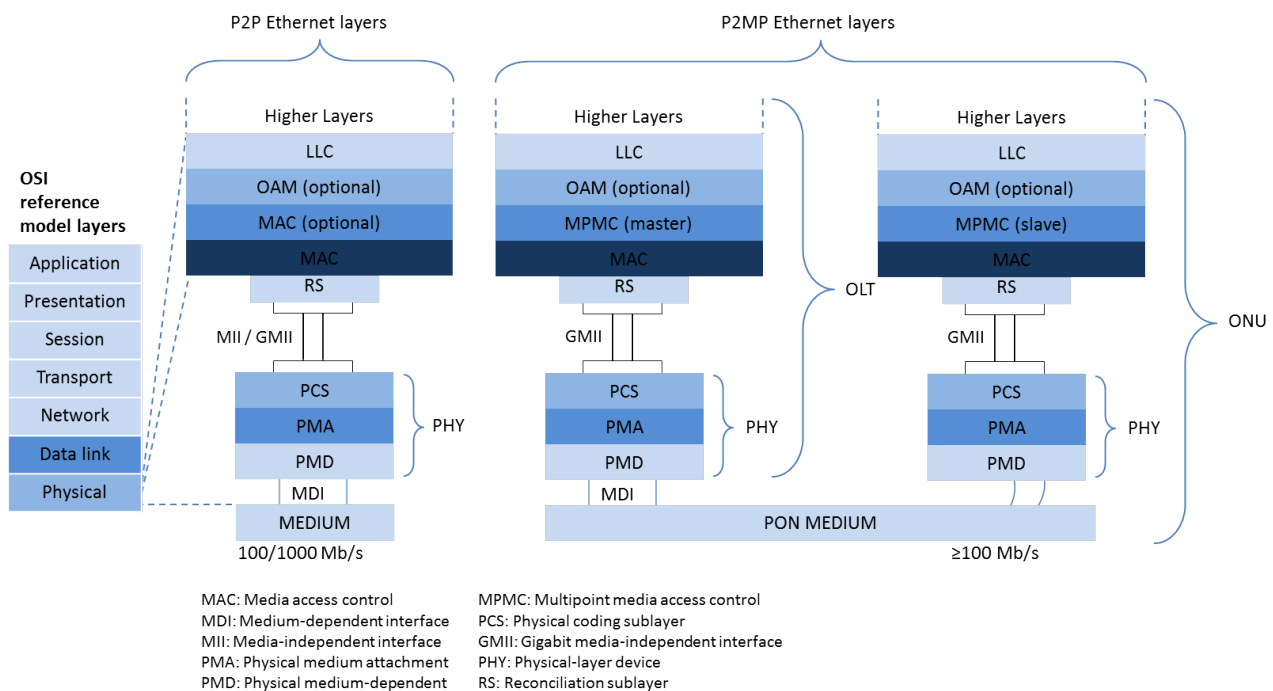 P2P Ethernet layers
P2MP Ethernet layers
OSI
reference
model layers
Application
Presentation
Session
Transport
Network
Data link
Physical
Higher Layers
LLC
OAM (optional)
MAC (optional)
MAC
RS
MII / GMII
PCS
PMA
PMD
PHY
MDI
MEDIUM
100/1000 Mb/s
Higher Layers
LLC
OAM (optional)
MPMC (master)
MAC
RS
GMII
PCS
PMA
PMD
PHY
MDI
OLT
Higher Layers
LLC
OAM (optional)
MPMC (slave)
MAC
RS
GMII
PCS
PMA
PMD
PHY
ONU
PON MEDIUM
≥100 Mb/s
MAC: Media access control
MDI: Medium-dependent interface
MII: Media-independent interface
PMA: Physical medium attachment
PMD: Physical medium-dependent
MPMC: Multipoint media access control
PCS: Physical coding sublayer
GMII: Gigabit media-independent interface
PHY: Physical-layer device
RS: Reconciliation sublayer